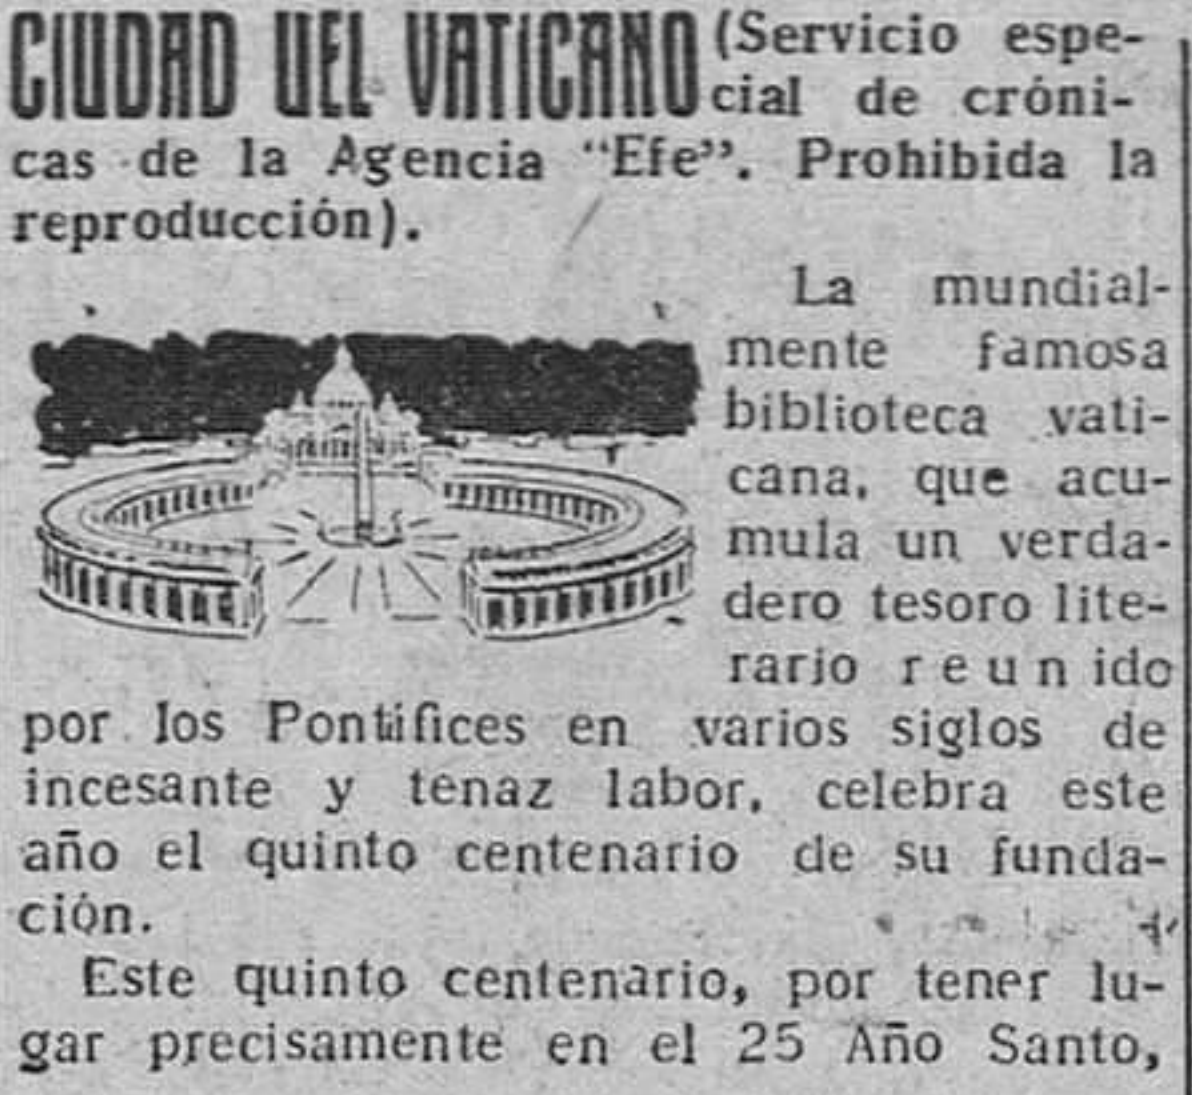 CIUDAD DEL VATICANO (Servicio espe-
cial de cróni-
cas de la Agencia “Efe”. Prohibida la
reproducción).
La mundial-
mente famosa
biblioteca vati-
cana, que acu-
mula un verda-
dero tesoro lite-
rario reunido
por los Pontífices en varios siglos de
incesante y tenaz labor, celebra este
año el quinto centenario de su funda-
ción.
Este quinto centenario, por tener lu-
gar precisamente en el 25 Año Santo,